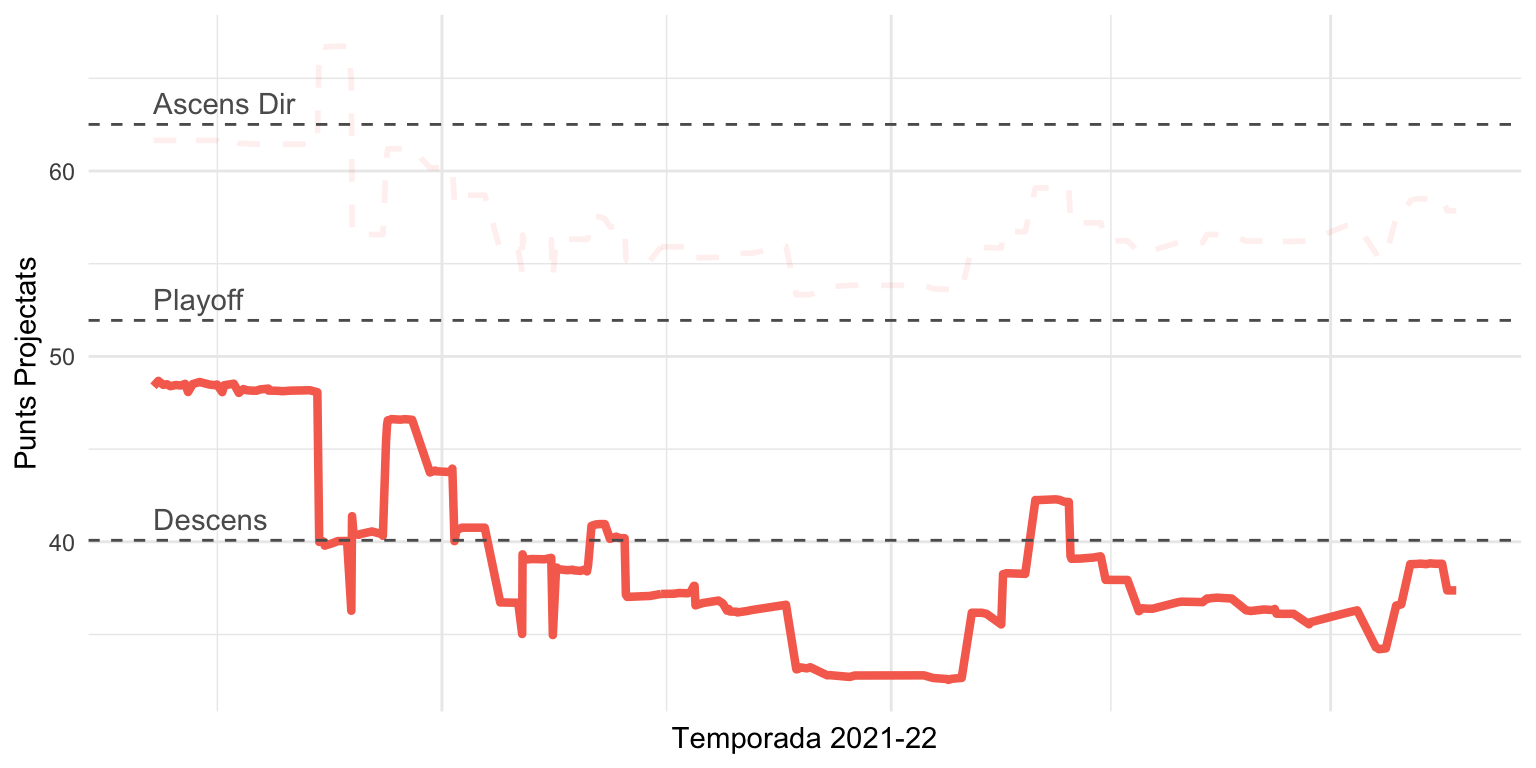 Ascens Dir
60
Playoff
50
Descens
40
Punts Projectats
Temporada 2021-22